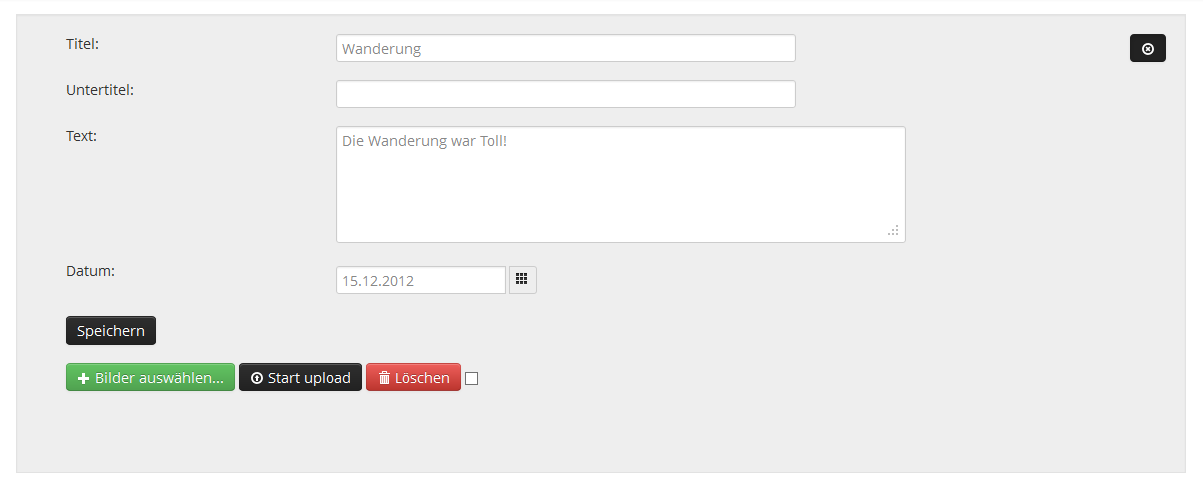 Titel:
Wanderung
Untertitel:
Text:
Die Wanderung war Toll!
Datum:
15.12.2012
Speichern
Bilder auswählen... Start upload Löschen